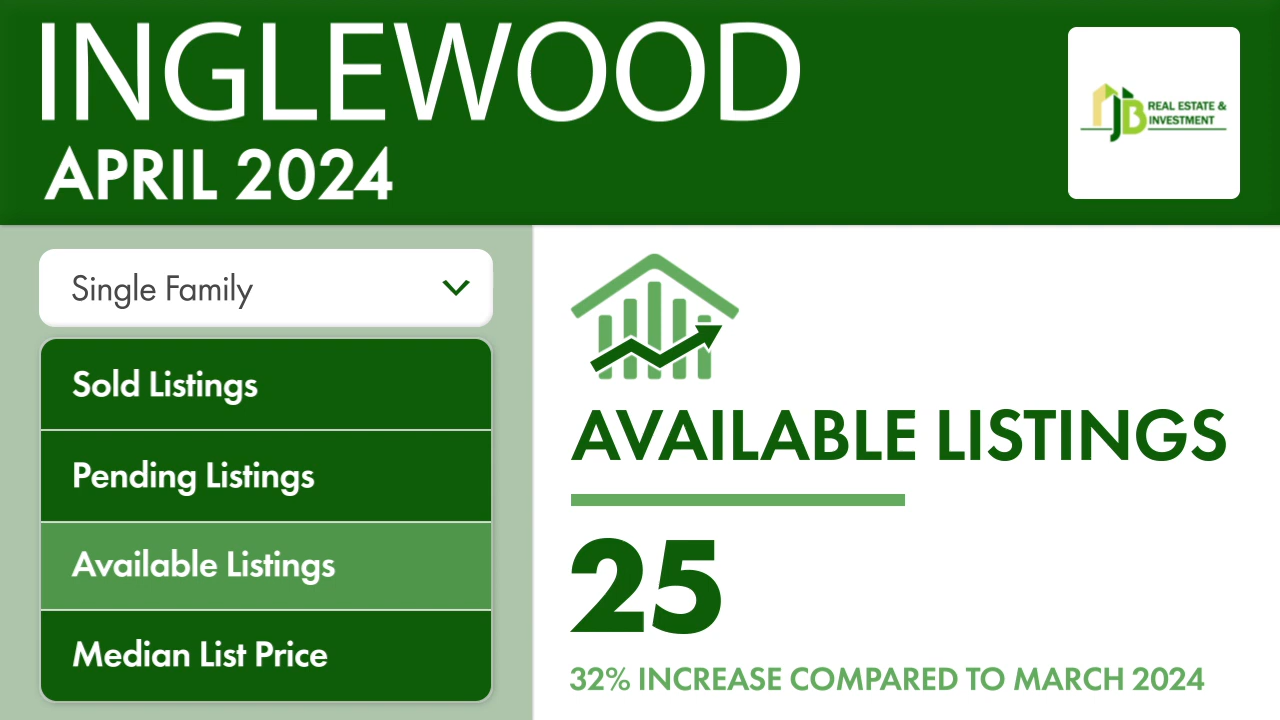 INGLEWOOD
APRIL 2024
JB
REAL ESTATE &
INVESTMENT
Single Family
Sold Listings
Pending Listings
Available Listings
Median List Price
AVAILABLE LISTINGS
25
32% INCREASE COMPARED TO MARCH 2024